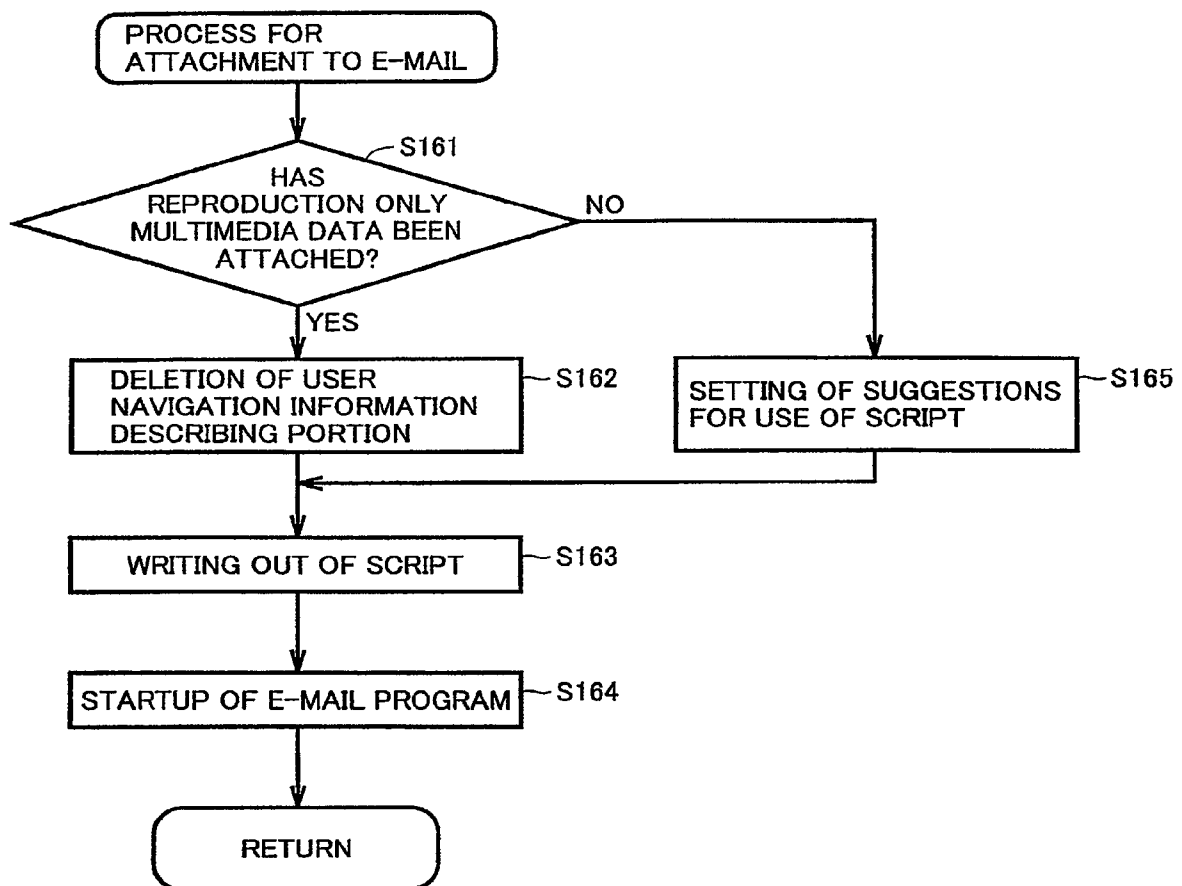 PROCESS FOR
ATTACHMENT TO E-MAIL
S161
HAS
REPRODUCTION ONLY
MULTIMEDIA DATA BEEN
ATTACHED?
NO
YES
DELETION OF USER
NAVIGATION INFORMATION
DESCRIBING PORTION
S162
SETTING OF SUGGESTIONS
FOR USE OF SCRIPT
S165
WRITING OUT OF SCRIPT
S163
STARTUP OF E-MAIL PROGRAM
S164
RETURN